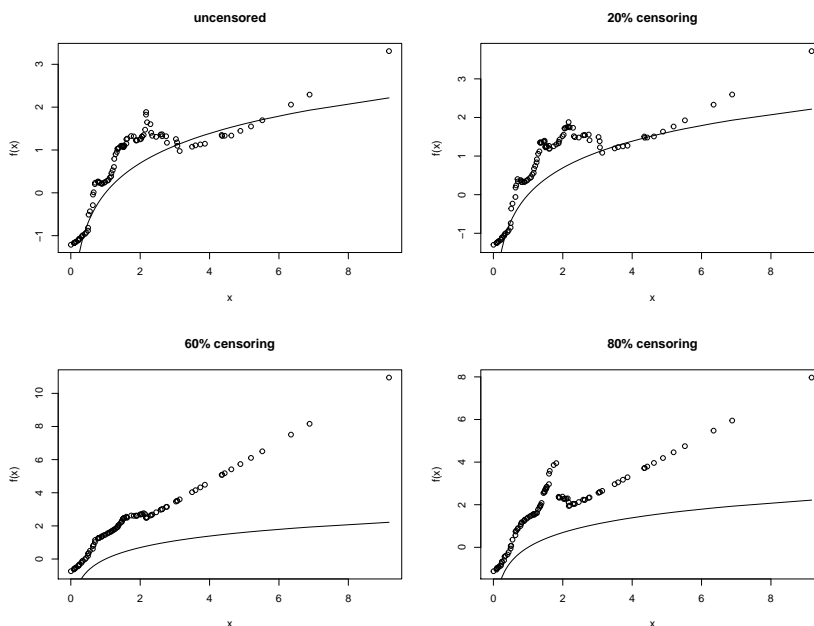 uncensored
f(x)
3
2
1
0
−1
0 2 4 6 8
x
20% censoring
f(x)
3
2
1
0
−1
0 2 4 6 8
x
60% censoring
f(x)
10
8
6
4
2
0
0 2 4 6 8
x
80% censoring
f(x)
8
6
4
2
0
0 2 4 6 8
x